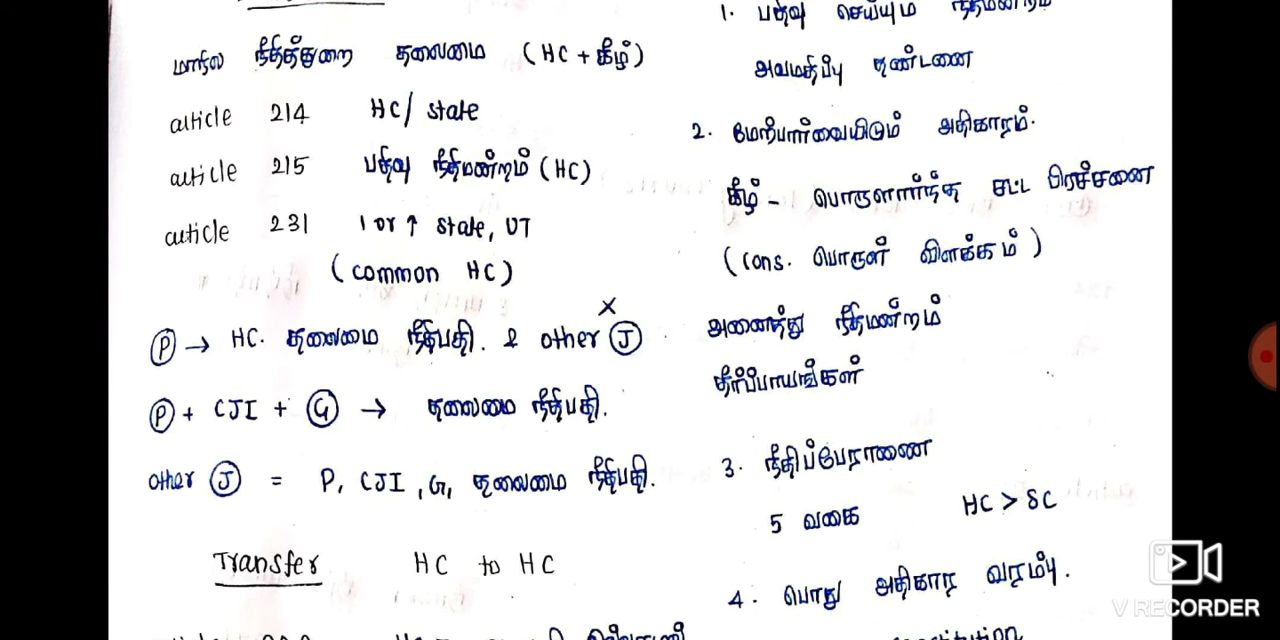 மாநில நீதித்துறை தலைமை (HC + கீழ்)
article 214 HC/ state
article 215 பதிவு நீதிமன்றம் (HC)
article 231 1 or ↑ state, UT
(common HC)
X
Ⓟ → HC. தலைமை நீதிபதி. & other Ⓙ
Ⓟ + CJI + Ⓖ → தலைமை நீதிபதி.
other Ⓙ = P, CJI, G, தலைமை நீதிபதி.
Transfer HC to HC
1. பதிவு செய்யும் நீதிமன்றம்
அவமதிப்பு தண்டனை
2. மேற்பார்வையிடும் அதிகாரம்.
கீழ் - பொருளார்ந்த சட்ட பிரச்சனை
(cons. பொருள் விளக்கம்)
அனைத்து நீதிமன்றம்
தீர்ப்பாயங்கள்
3. நீதிப்பேராணை
5 வகை HC > SC
4. பொது அதிகார வரம்பு.
V RECORDER